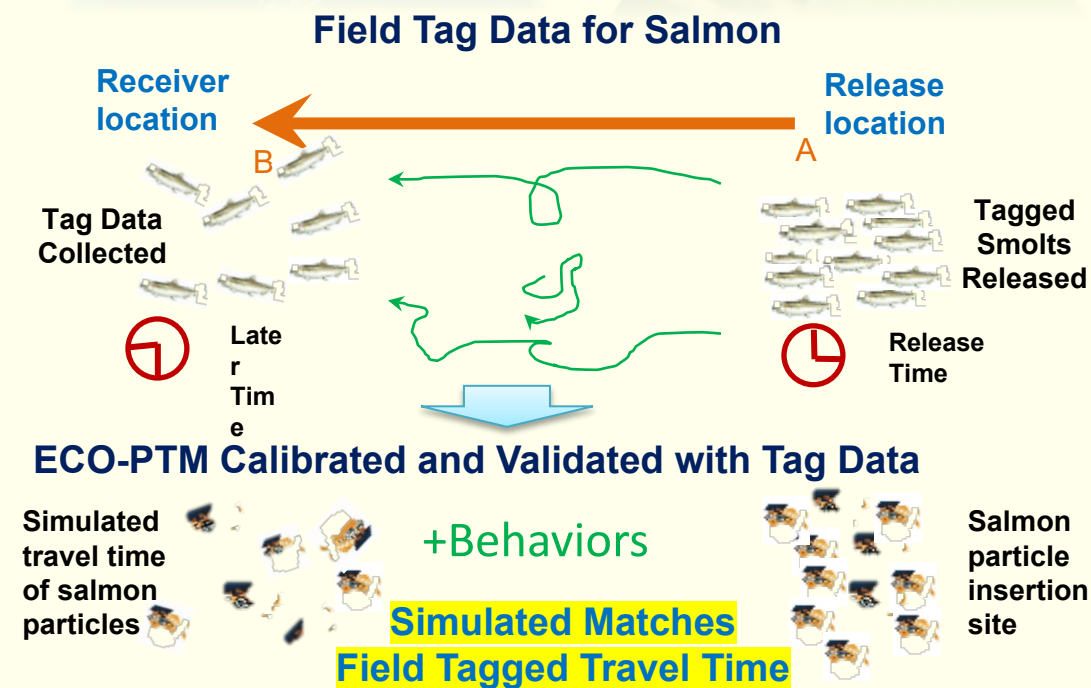 Field Tag Data for Salmon
Receiver
location
Release
location
B
A
Tag Data
Collected
Tagged
Smolts
Released
Late
r
Tim
e
Release
Time
ECO-PTM Calibrated and Validated with Tag Data
Simulated
travel time
of salmon
particles
+Behaviors
Salmon
particle
insertion
site
Simulated Matches
Field Tagged Travel Time